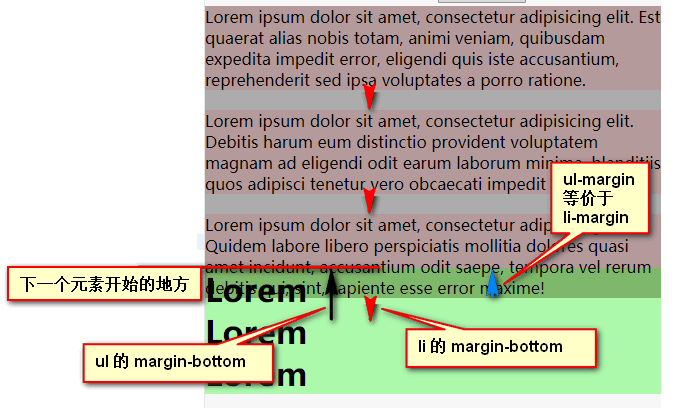 Lorem ipsum dolor sit amet, consectetur adipisicing elit. Est
quaerat alias nobis totam, animi veniam, quibusdam
expedita impedit error, eligendi quis iste accusantium,
reprehenderit sed ipsa voluptates a porro ratione.
Lorem ipsum dolor sit amet, consectetur adipisicing elit.
Debitis harum eum distinctio provident voluptatem
magnam ad eligendi odit earum laborum minima, blanditiis
quos adipisci tenetur vero obcaecati impedit
ul-margin
等价于
li-margin
Lorem ipsum dolor sit amet, consectetur
Quidem labore libero perspiciatis mollitia dolores quasi
amet incidunt, accusantium odit saepe, tempora vel rerum
debitis qui, sint, sapiente esse error maxime!
下一个元素开始的地方
Lorem
Lorem
Lorem
ul 的 margin-bottom
li 的 margin-bottom